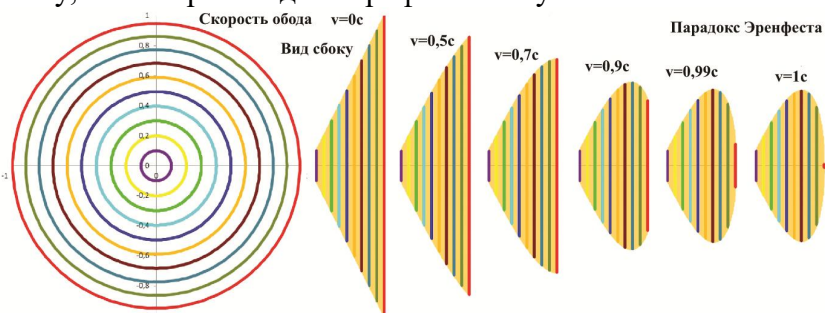 Скорость обода v=0c
Вид сбоку
v=0,5c
v=0,7c
v=0,9c
v=0,99c
v=1c
Парадокс Эренфеста
1
0,8
0,6
0,4
0,2
0
-0,2
-0,4
-0,6
-0,8
-1
0